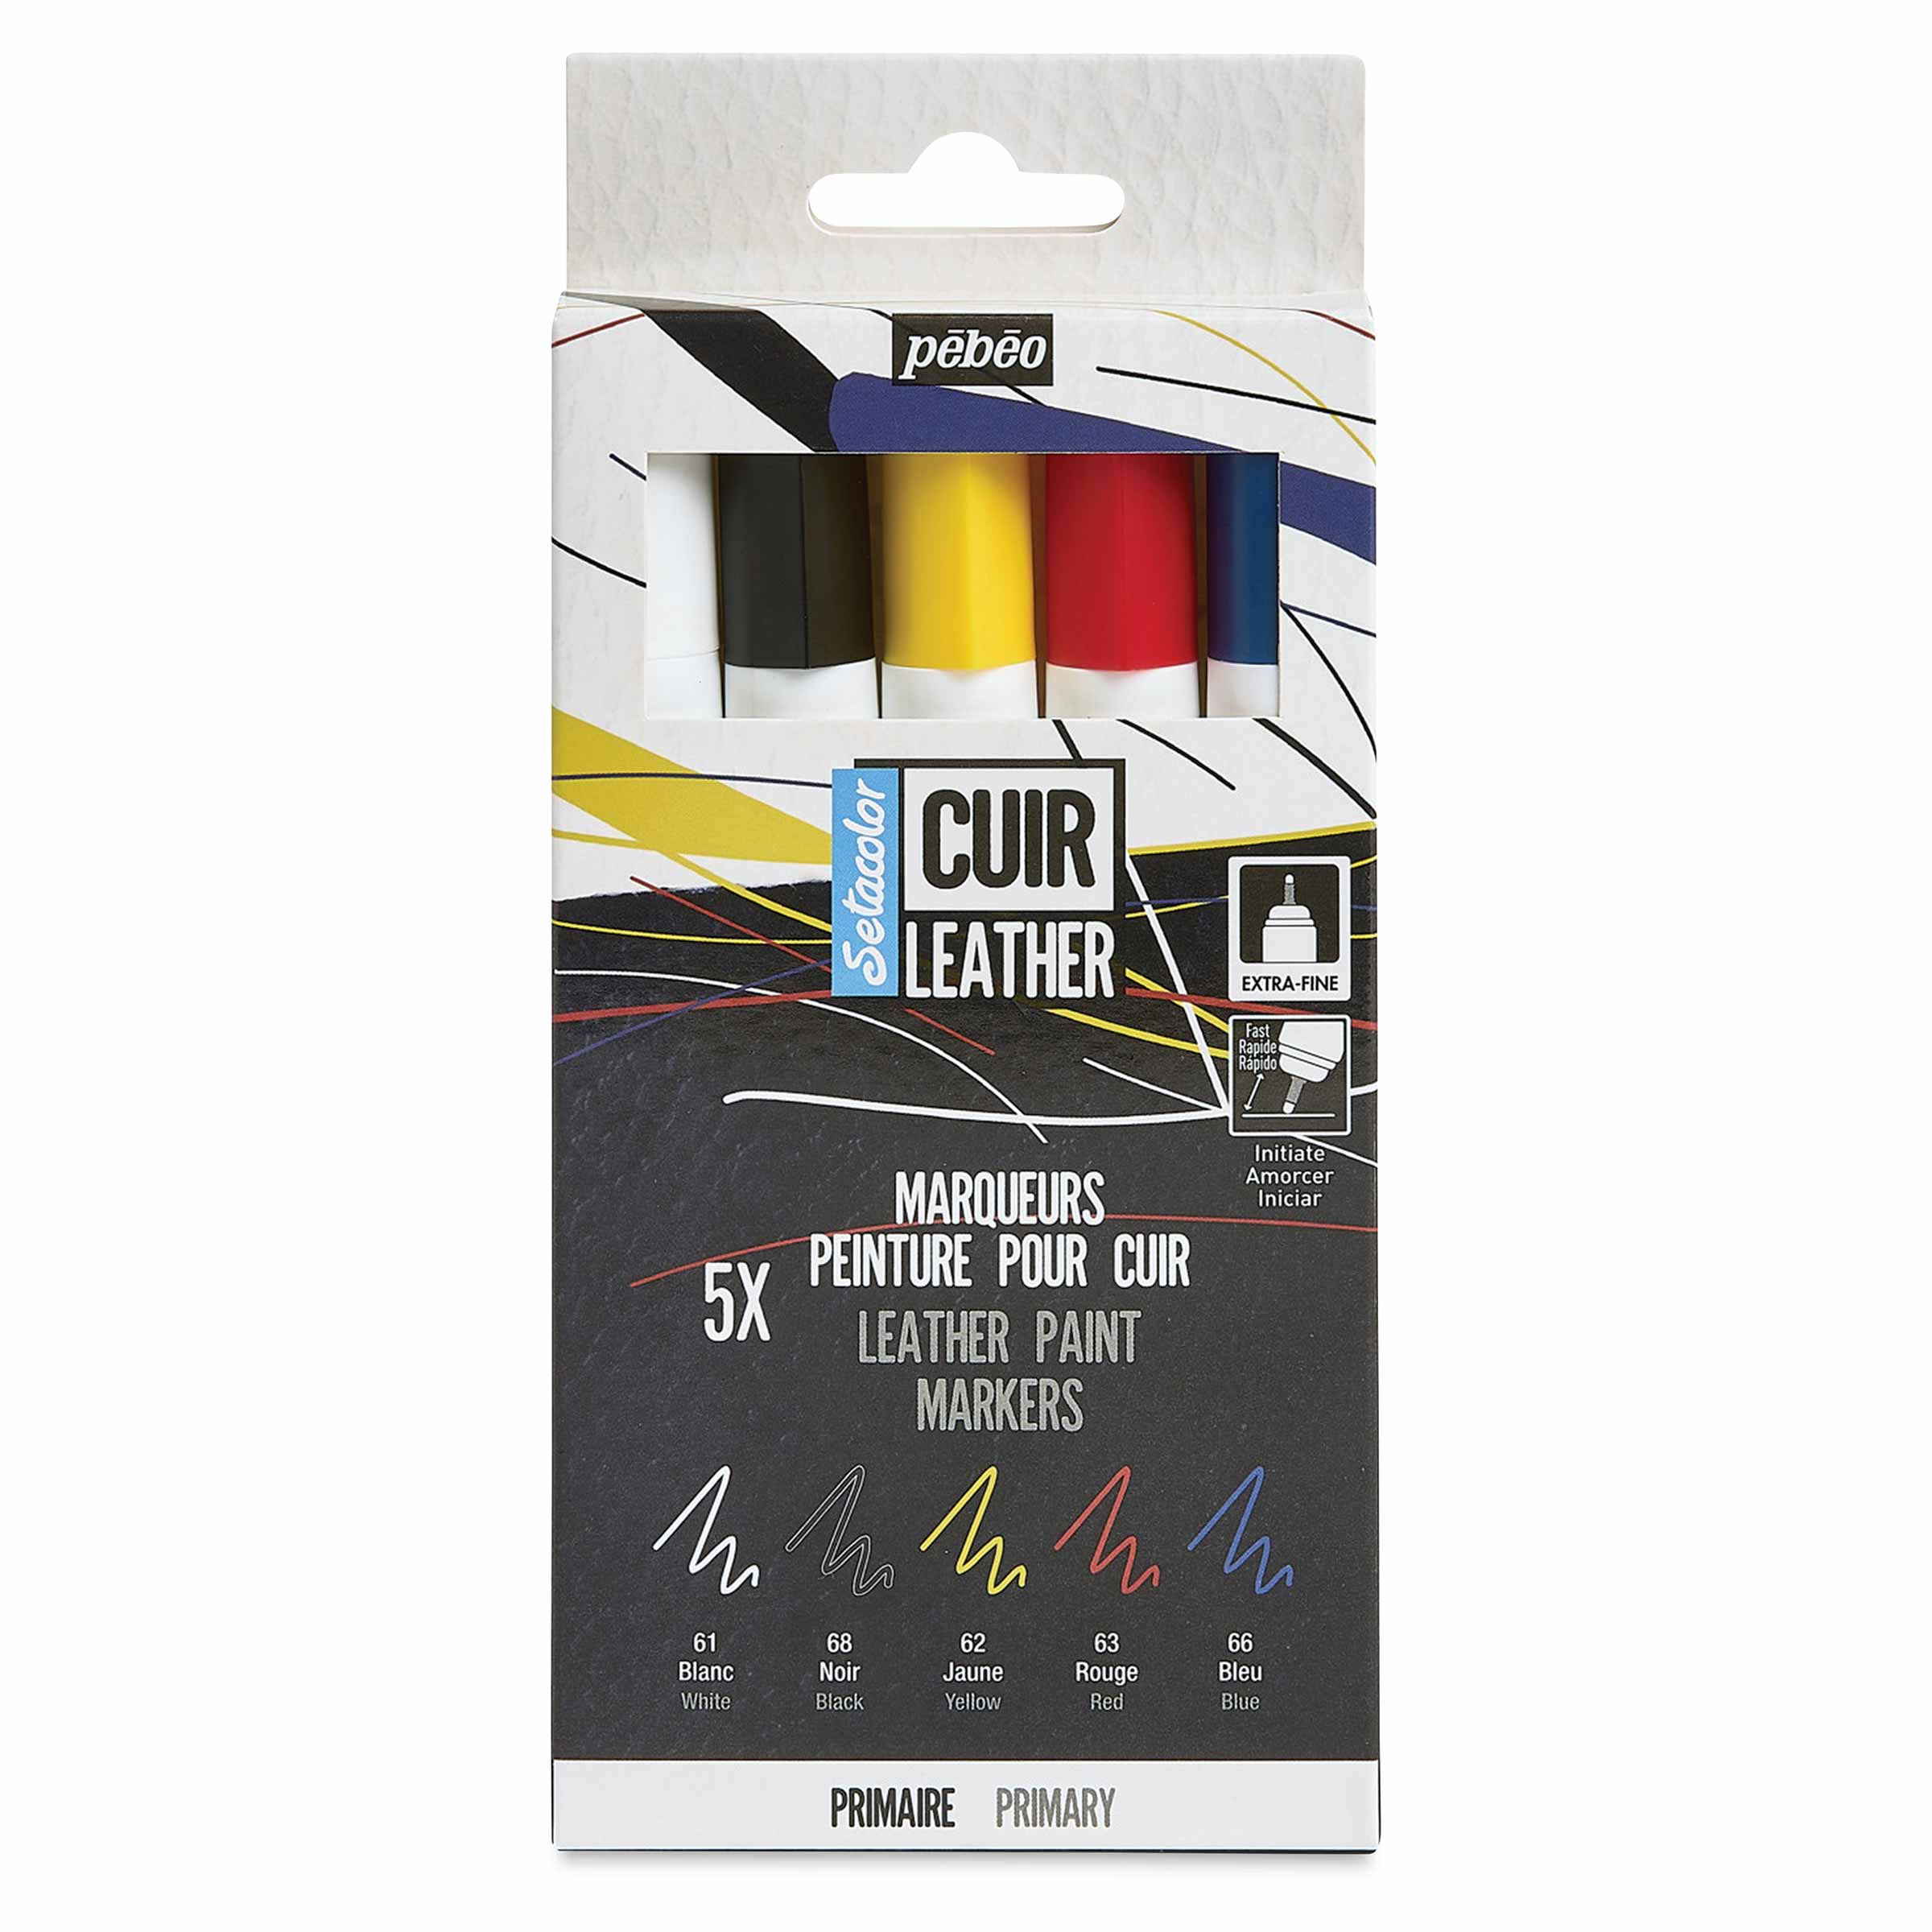 pēbēo
Setacolor
CUIR
LEATHER
EXTRA-FINE
Fast
Rapide
Rápido
Initiate
Amorcer
Iniciar
5X
MARQUEURS
PEINTURE POUR CUIR
LEATHER PAINT
MARKERS
61 68 62 63 66
Blanc Noir Jaune Rouge Bleu
White Black Yellow Red Blue
PRIMAIRE PRIMARY